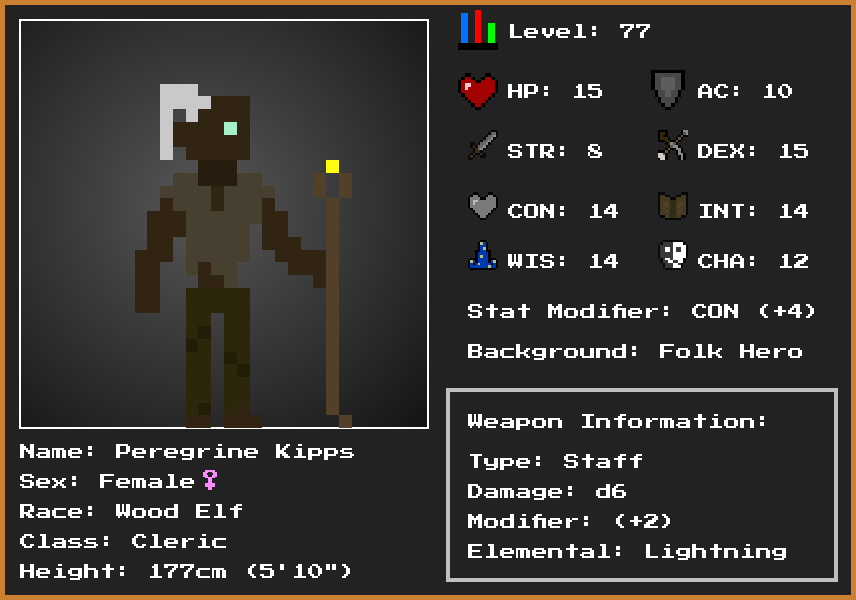 Level: 77
HP: 15 AC: 10
STR: 8 DEX: 15
CON: 14 INT: 14
WIS: 14 CHA: 12
Stat Modifier: CON (+4)
Background: Folk Hero
Weapon Information:
Type: Staff
Damage: d6
Modifier: (+2)
Elemental: Lightning
Name: Peregrine Kipps
Sex: Female♀
Race: Wood Elf
Class: Cleric
Height: 177cm (5'10")